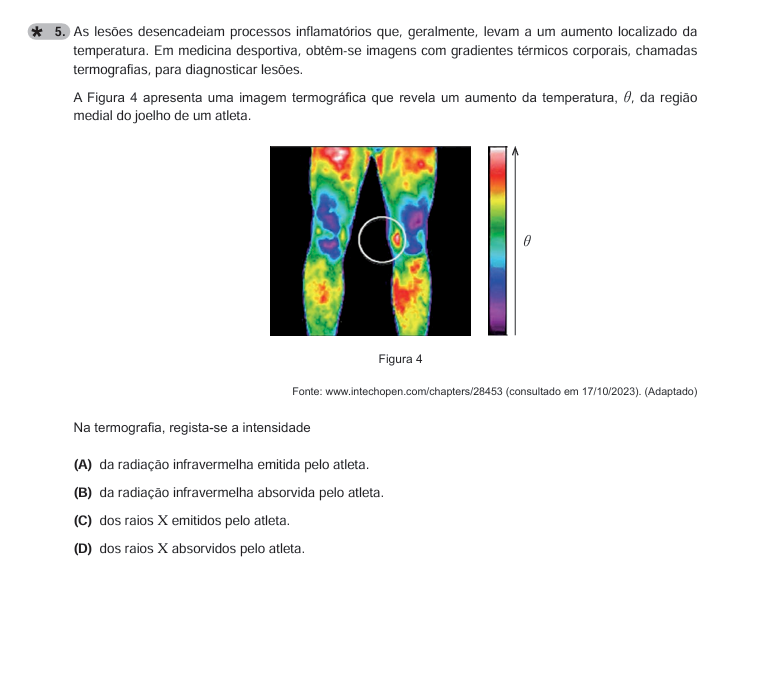 * 5. As lesões desencadeiam processos inflamatórios que, geralmente, levam a um aumento localizado da
temperatura. Em medicina desportiva, obtêm-se imagens com gradientes térmicos corporais, chamadas
termografias, para diagnosticar lesões.
A Figura 4 apresenta uma imagem termográfica que revela um aumento da temperatura, θ, da região
medial do joelho de um atleta.
θ
Figura 4
Fonte: www.intechopen.com/chapters/28453 (consultado em 17/10/2023). (Adaptado)
Na termografia, regista-se a intensidade
(A) da radiação infravermelha emitida pelo atleta.
(B) da radiação infravermelha absorvida pelo atleta.
(C) dos raios X emitidos pelo atleta.
(D) dos raios X absorvidos pelo atleta.